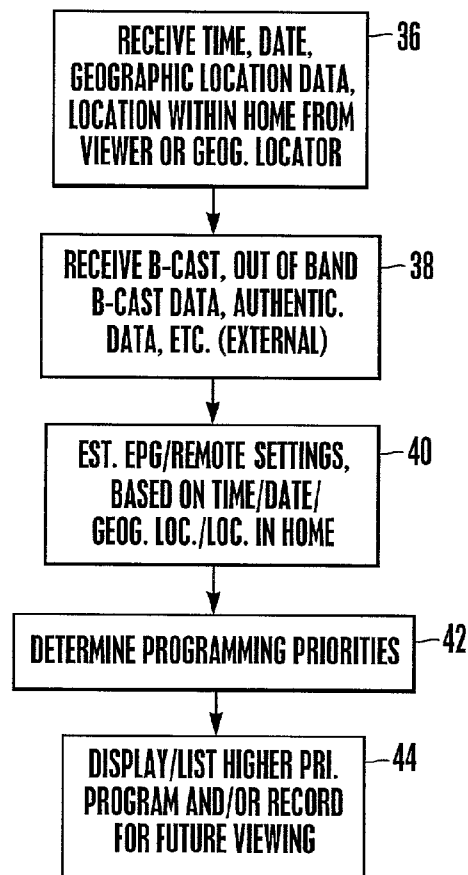 RECEIVE TIME, DATE,
GEOGRAPHIC LOCATION DATA,
LOCATION WITHIN HOME FROM
VIEWER OR GEOG. LOCATOR
36
RECEIVE B-CAST, OUT OF BAND
B-CAST DATA, AUTHENTIC.
DATA, ETC. (EXTERNAL)
38
EST. EPG/REMOTE SETTINGS,
BASED ON TIME/DATE/
GEOG. LOC./LOC. IN HOME
40
DETERMINE PROGRAMMING PRIORITIES
42
DISPLAY/LIST HIGHER PRI.
PROGRAM AND/OR RECORD
FOR FUTURE VIEWING
44